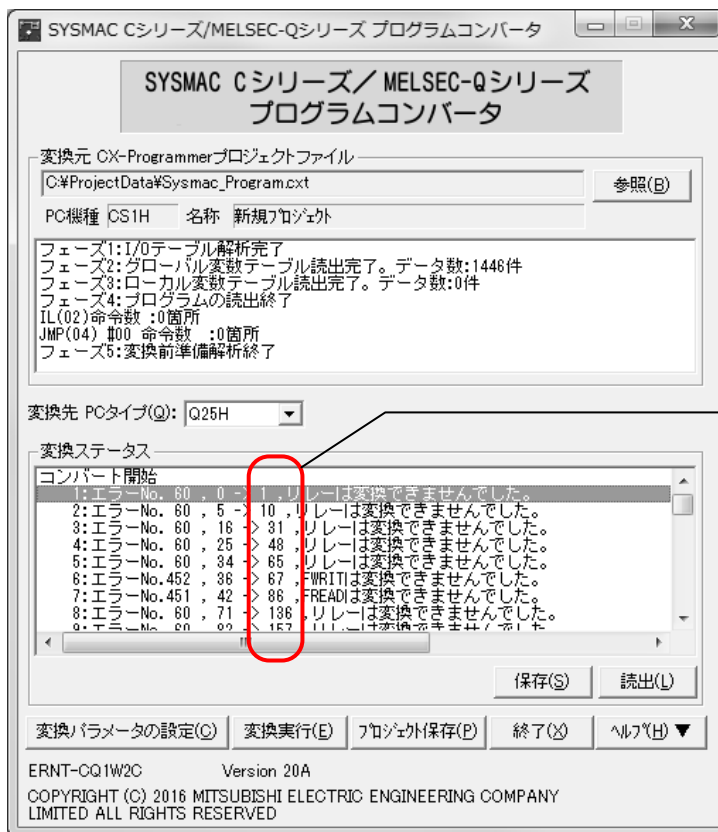 SYSMAC Cシリーズ/MELSEC-Qシリーズ プログラムコンバータ
SYSMAC Cシリーズ/MELSEC-Qシリーズ
プログラムコンバータ
変換元 CX-Programmerプロジェクトファイル
C:¥ProjectData¥Sysmac_Program.cxt 参照(B)
PC機種 CS1H 名称 新規プロジェクト
フェーズ1:I/Oテーブル解析完了
フェーズ2:グローバル変数テーブル読出完了。データ数:1446件
フェーズ3:ローカル変数テーブル読出完了。データ数:0件
フェーズ4:プログラムの読出終了
IL(02)命令数 :0箇所
JMP(04) #00 命令数 :0箇所
フェーズ5:変換前準備解析終了
変換先 PCタイプ(Q): Q25H
変換ステータス
コンバート開始
1:エラーNo. 60 , 0 -> 1 ,リレーは変換できませんでした。
2:エラーNo. 60 , 5 -> 10 ,リレーは変換できませんでした。
3:エラーNo. 60 , 16 -> 31 ,リレーは変換できませんでした。
4:エラーNo. 60 , 25 -> 48 ,リレーは変換できませんでした。
5:エラーNo. 60 , 34 -> 65 ,リレーは変換できませんでした。
6:エラーNo.452 , 36 -> 67 ,FWRITは変換できませんでした。
7:エラーNo.451 , 42 -> 86 ,FREADは変換できませんでした。
8:エラーNo. 60 , 71 -> 136 ,リレーは変換できませんでした。
保存(S) 読出(L)
変換パラメータの設定(C) 変換実行(E) プロジェクト保存(P) 終了(X) ヘルプ(H) ▼
ERNT-CQ1W2C Version 20A
COPYRIGHT (C) 2016 MITSUBISHI ELECTRIC ENGINEERING COMPANY
LIMITED ALL RIGHTS RESERVED